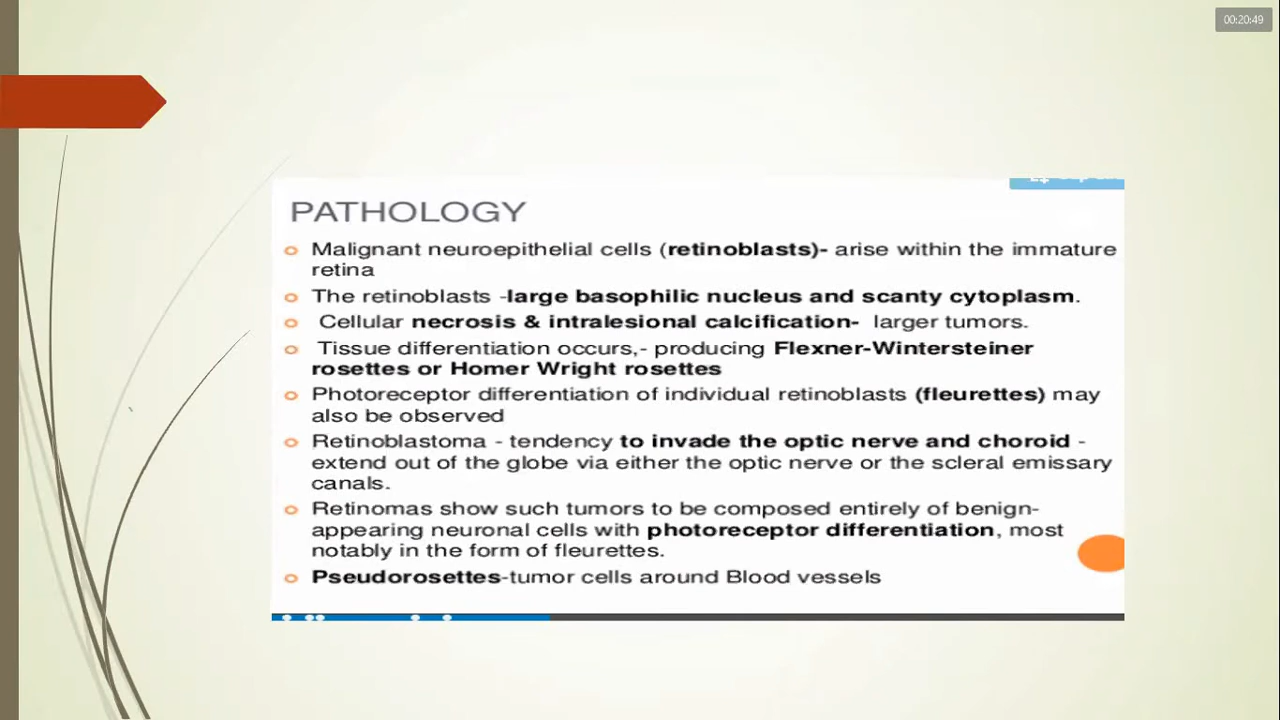 00:20:49
PATHOLOGY
Malignant neuroepithelial cells (retinoblasts)- arise within the immature
retina
The retinoblasts -large basophilic nucleus and scanty cytoplasm.
Cellular necrosis & intralesional calcification- larger tumors.
Tissue differentiation occurs,- producing Flexner-Wintersteiner
rosettes or Homer Wright rosettes
Photoreceptor differentiation of individual retinoblasts (fleurettes) may
also be observed
Retinoblastoma - tendency to invade the optic nerve and choroid -
extend out of the globe via either the optic nerve or the scleral emissary
canals.
Retinomas show such tumors to be composed entirely of benign-
appearing neuronal cells with photoreceptor differentiation, most
notably in the form of fleurettes.
Pseudorosettes-tumor cells around Blood vessels